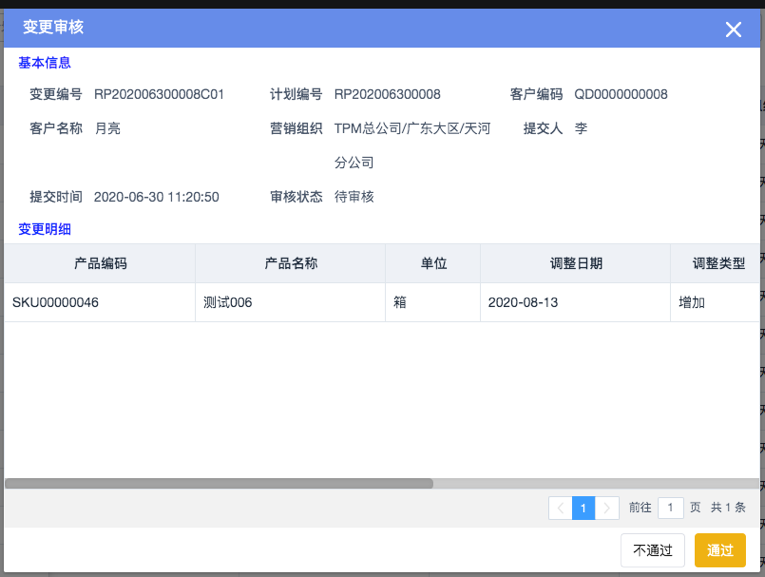 变更审核
基本信息
变更编号 RP202006300008C01 计划编号 RP202006300008 客户编码 QD0000000008
客户名称 月亮 营销组织 TPM总公司/广东大区/天河 提交人 李
分公司
提交时间 2020-06-30 11:20:50 审核状态 待审核
变更明细
产品编码 产品名称 单位 调整日期 调整类型
SKU00000046 测试006 箱 2020-08-13 增加
1 前往 1 页 共 1 条
不通过 通过